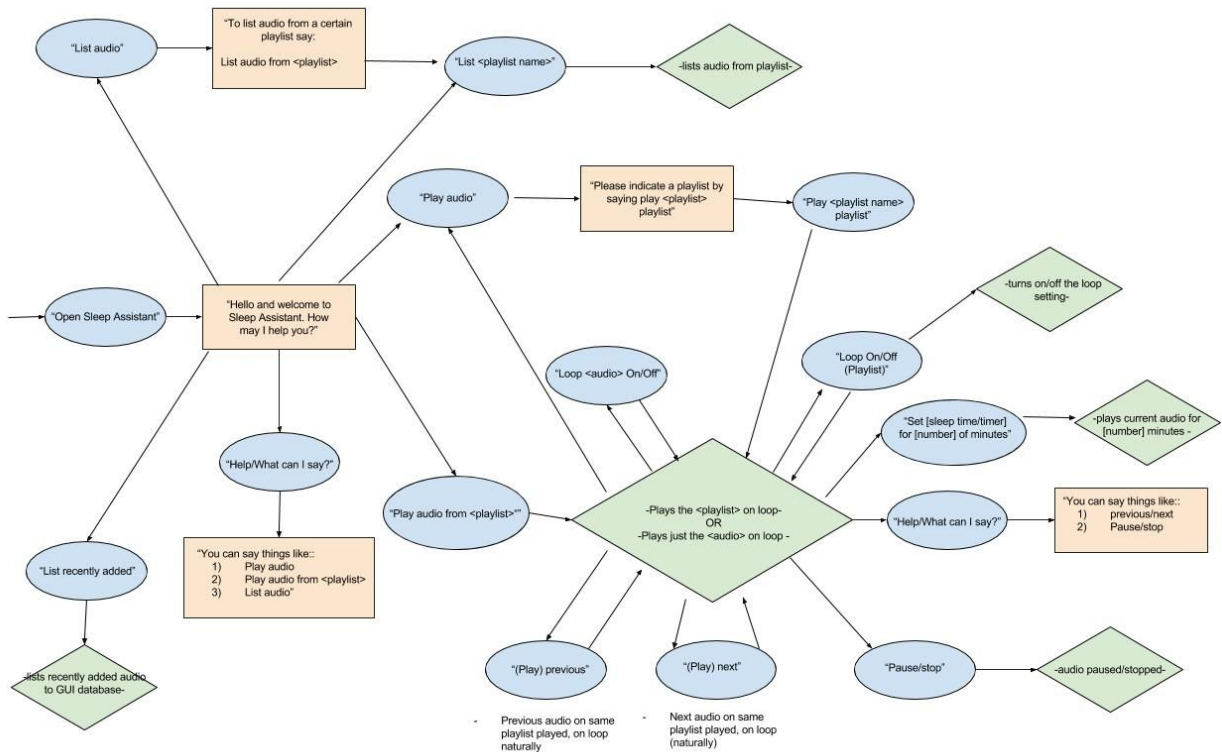 “List audio”
“To list audio from a certain
playlist say:
List audio from <playlist>
“List <playlist name>”
-lists audio from playlist-
“Play audio”
“Please indicate a playlist by
saying play <playlist>
playlist”
“Play <playlist name>
playlist”
“Open Sleep Assistant”
“Hello and welcome to
Sleep Assistant. How
may I help you?”
-turns on/off the loop
setting-
“Loop <audio> On/Off”
“Loop On/Off
(Playlist)”
“Set [sleep time/timer]
for [number] of minutes”
-plays current audio for
[number] minutes -
“Help/What can I say?”
“Play audio from <playlist>””
-Plays the <playlist> on loop-
OR
-Plays just the <audio> on loop -
“Help/What can I say?”
“You can say things like::
1) previous/next
2) Pause/stop
“List recently added”
“You can say things like::
1) Play audio
2) Play audio from <playlist>
3) List audio”
-lists recently added audio
to GUI database-
“(Play) previous”
“(Play) next”
“Pause/stop”
-audio paused/stopped-
- Previous audio on same
playlist played, on loop
naturally
- Next audio on same
playlist played, on loop
(naturally)